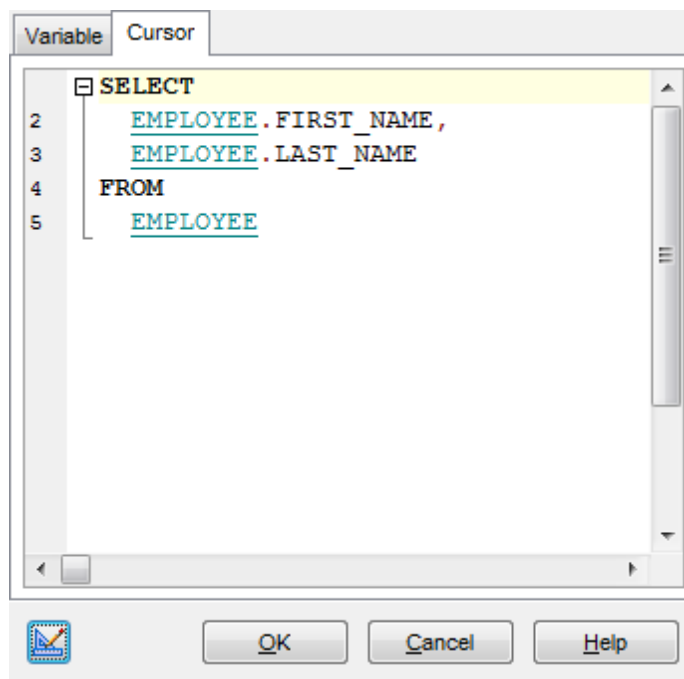 Variable Cursor
SELECT
2 EMPLOYEE.FIRST_NAME,
3 EMPLOYEE.LAST_NAME
4 FROM
5 EMPLOYEE
OK Cancel Help